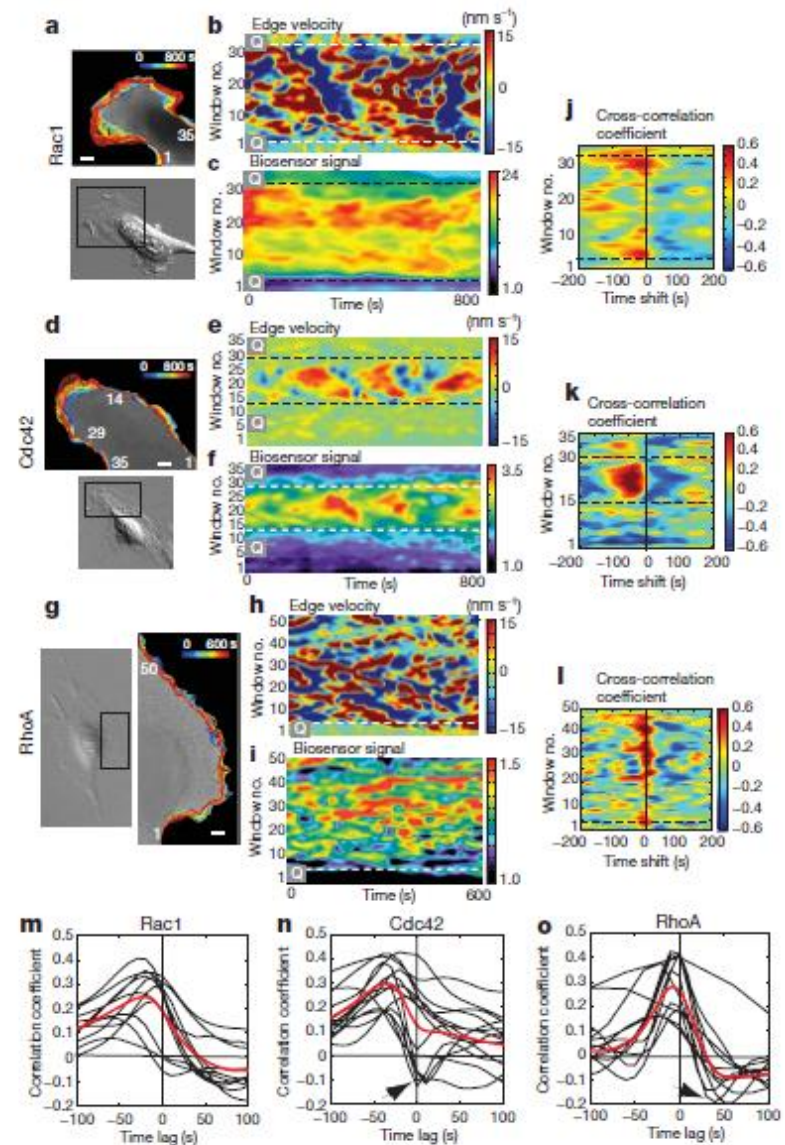 a
0 800 s
35
1
Rac1
b
Edge velocity
(nm s⁻¹)
Q
30
20
10
1
Window no.
15
0
−15
c
Biosensor signal
Q
30
20
10
1
Q
Window no.
24
1.0
0
Time (s)
800
j
Cross-correlation
coefficient
30
20
10
1
Window no.
−200 −100 0 100 200
Time shift (s)
0.6
0.4
0.2
0
−0.2
−0.4
−0.6
d
0 800 s
14
29
35
1
Cdc42
e
Edge velocity
(nm s⁻¹)
35
30
25
20
15
10
5
1
Q
Q
Window no.
15
0
−15
f
Biosensor signal
35
30
25
20
15
10
5
1
Q
Q
Window no.
3.5
1.0
0
Time (s)
800
k
Cross-correlation
coefficient
35
25
15
1
Window no.
−200 −100 0 100 200
Time shift (s)
0.6
0.4
0.2
0
−0.2
−0.4
−0.6
g
0 600 s
50
1
RhoA
h
Edge velocity
(nm s⁻¹)
50
40
30
20
10
1
Q
Window no.
15
0
−15
i
Biosensor signal
50
40
30
20
10
1
Q
Window no.
1.5
1.0
0
Time (s)
600
l
Cross-correlation
coefficient
50
40
30
20
10
1
Window no.
−200 −100 0 100 200
Time shift (s)
0.6
0.4
0.2
0
−0.2
−0.4
−0.6
m
Rac1
Correlation coefficient
0.5
0.4
0.3
0.2
0.1
0
−0.1
−0.2
−100 −50 0 50 100
Time lag (s)
n
Cdc42
Correlation coefficient
0.5
0.4
0.3
0.2
0.1
0
−0.1
−0.2
−100 −50 0 50 100
Time lag (s)
o
RhoA
Correlation coefficient
0.5
0.4
0.3
0.2
0.1
0
−0.1
−0.2
−100 −50 0 50 100
Time lag (s)